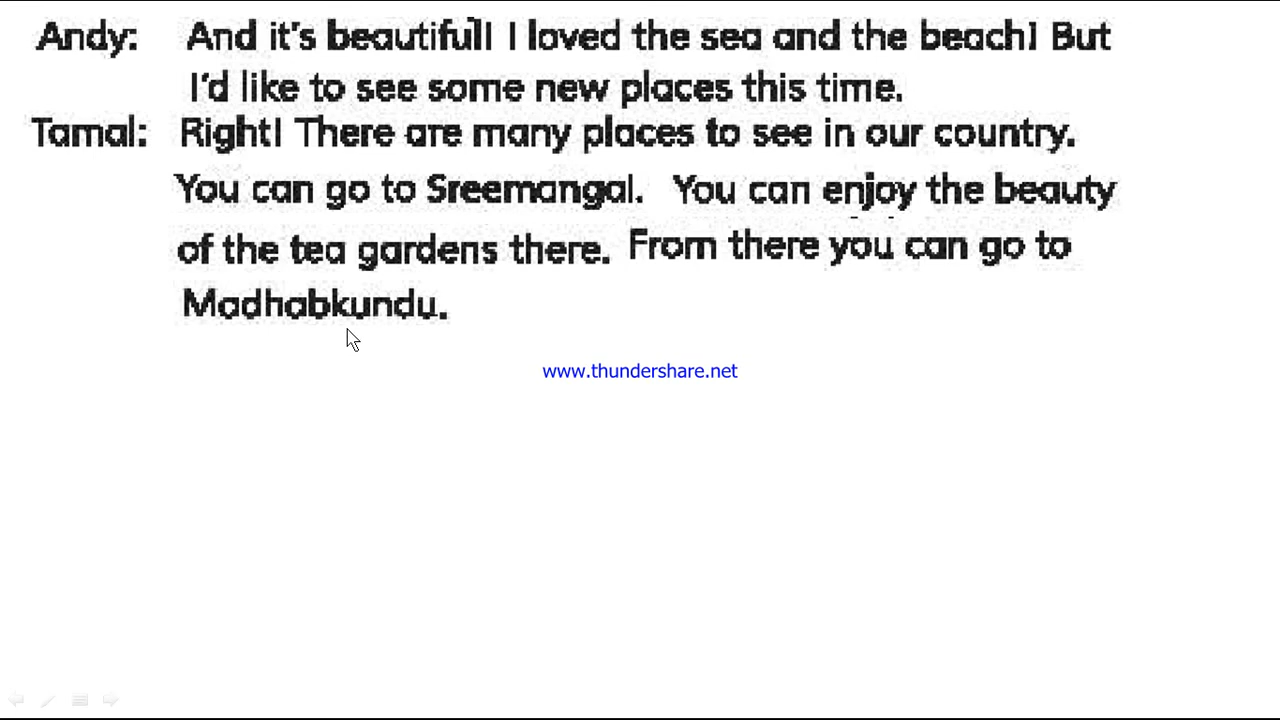 Andy: And it's beautiful! I loved the sea and the beach! But
I'd like to see some new places this time.
Tamal: Right! There are many places to see in our country.
You can go to Sreemangal. You can enjoy the beauty
of the tea gardens there. From there you can go to
Madhabkundu.
www.thundershare.net